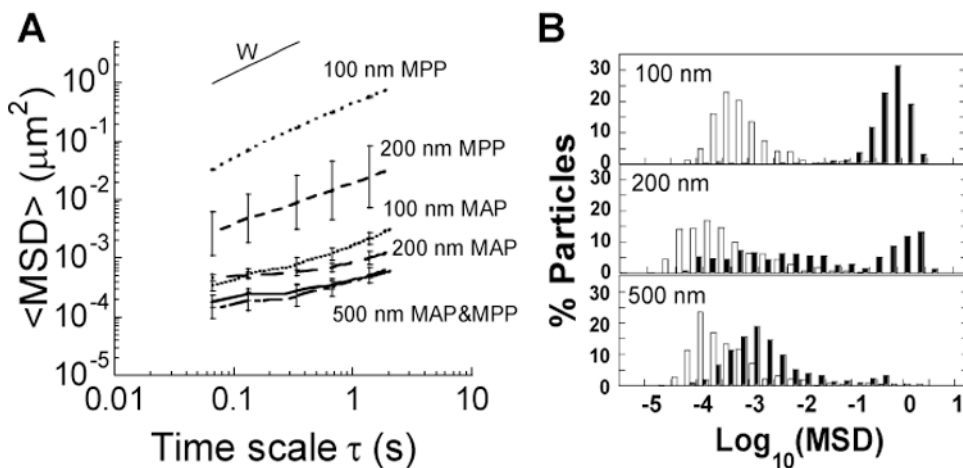 A
<MSD> (μm²)
10⁰
10⁻¹
10⁻²
10⁻³
10⁻⁴
10⁻⁵
0.01
0.1
1
10
Time scale τ (s)
W
100 nm MPP
200 nm MPP
100 nm MAP
200 nm MAP
500 nm MAP&MPP
B
% Particles
100 nm
30
20
10
0
200 nm
30
20
10
0
500 nm
30
20
10
0
-5 -4 -3 -2 -1 0 1
Log₁₀(MSD)